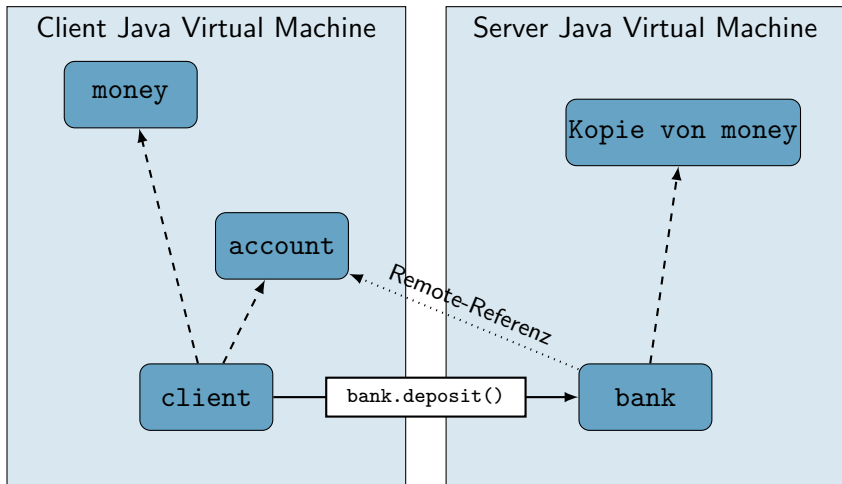 Client Java Virtual Machine
Server Java Virtual Machine
money
Kopie von money
account
Remote-Referenz
client
bank.deposit()
bank